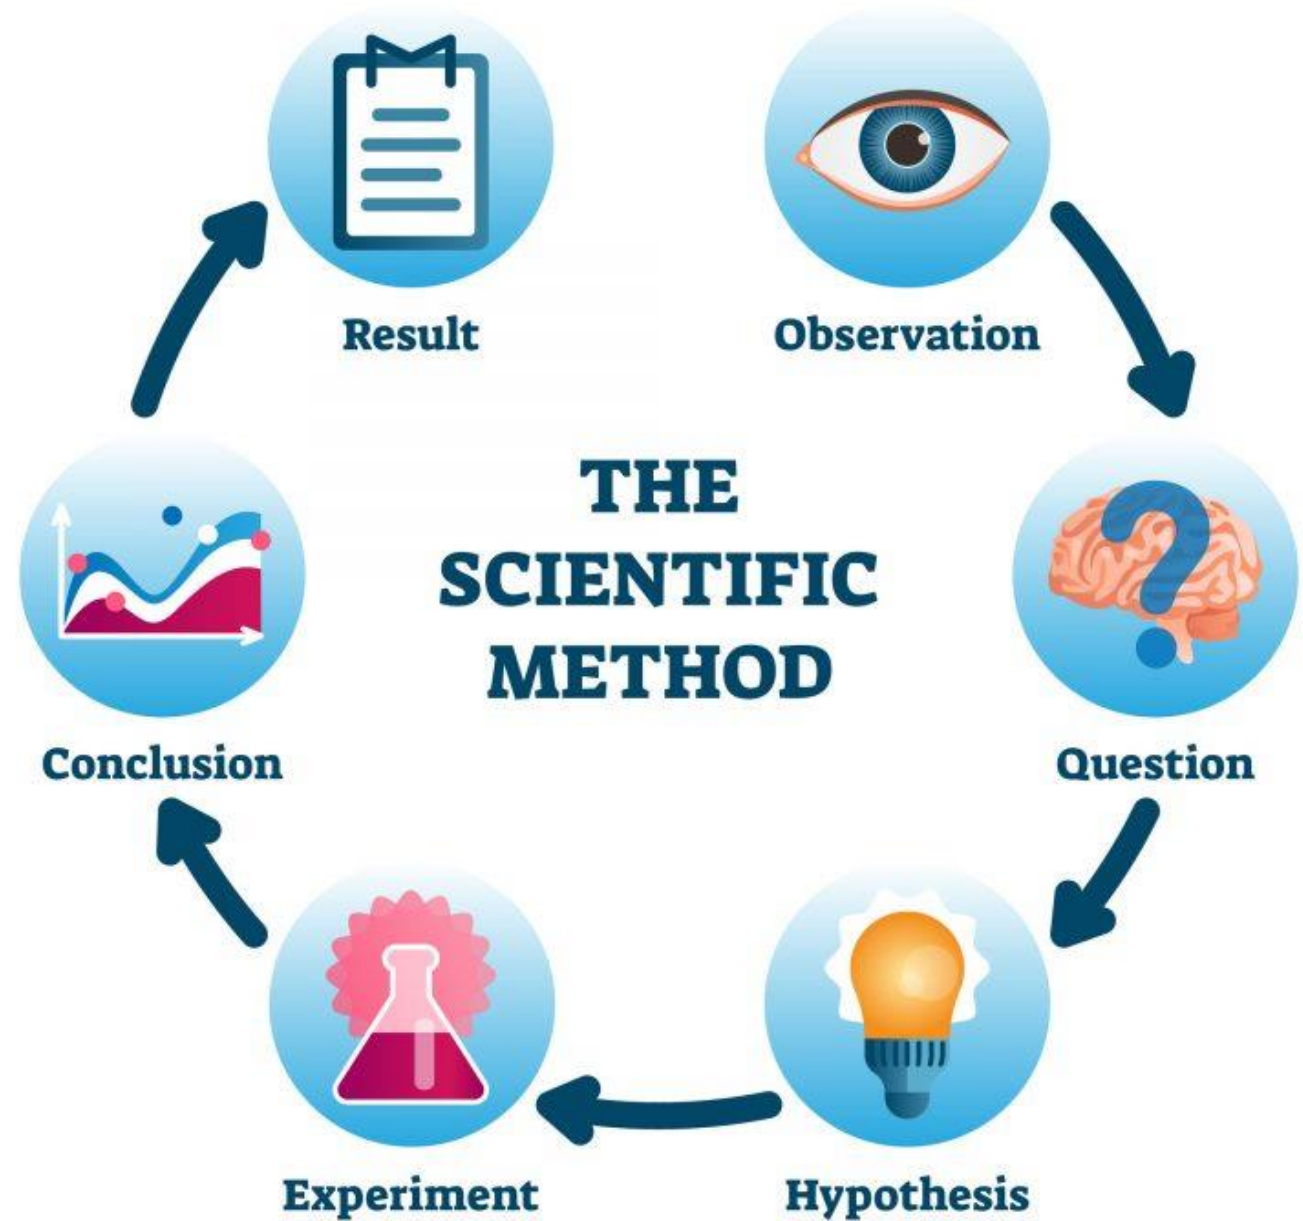 Result
Observation
THE
SCIENTIFIC
METHOD
Conclusion
Question
Experiment
Hypothesis